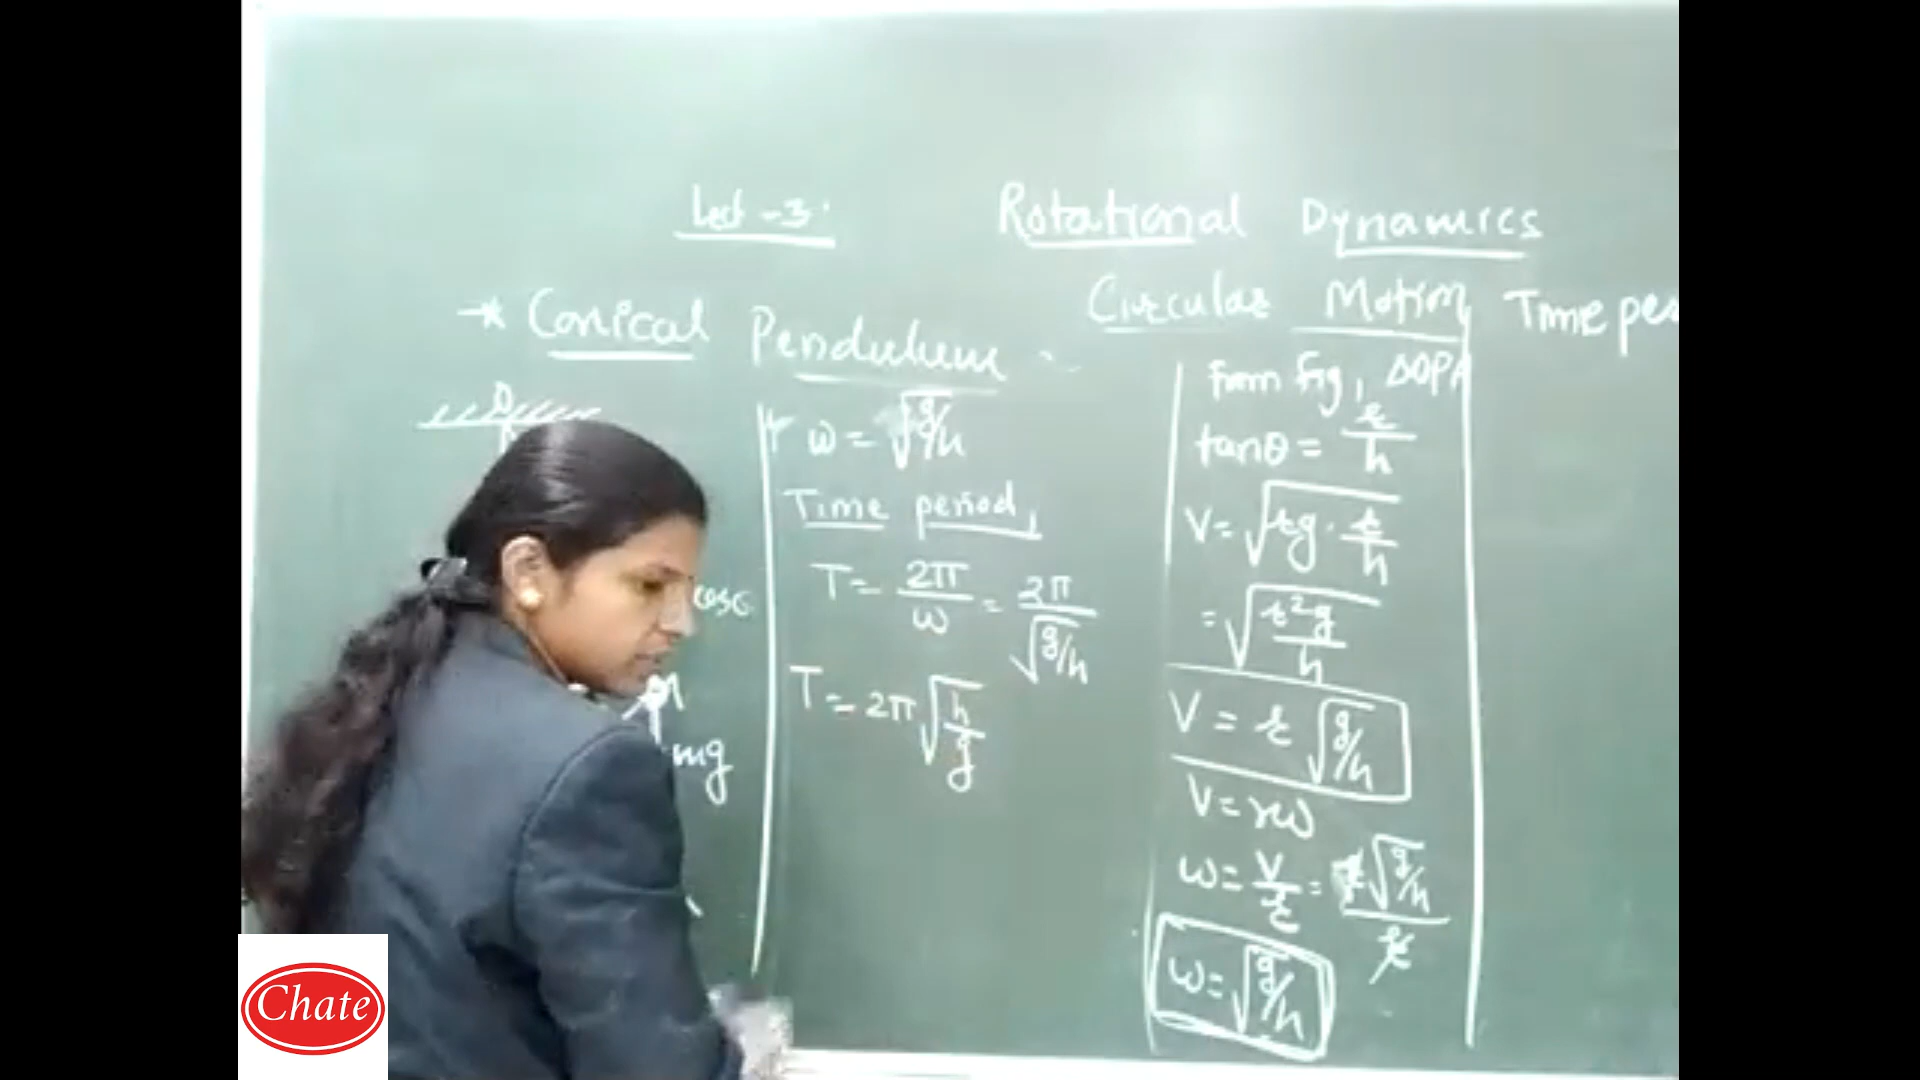 Lect - 3.
Rotational Dynamics
Circular Motion
* Conical Pendulum :-
O
cosθ
mg
ω = √g/h
Time period,
T = 2π/ω = 2π/√g/h
T = 2π √h/g
from fig, ΔOPA
tanθ = r/h
V = √rg · r/h
= √r²g/h
V = r √g/h
V = rω
ω = V/r = r√g/h / r
ω = √g/h
Time per
Chate